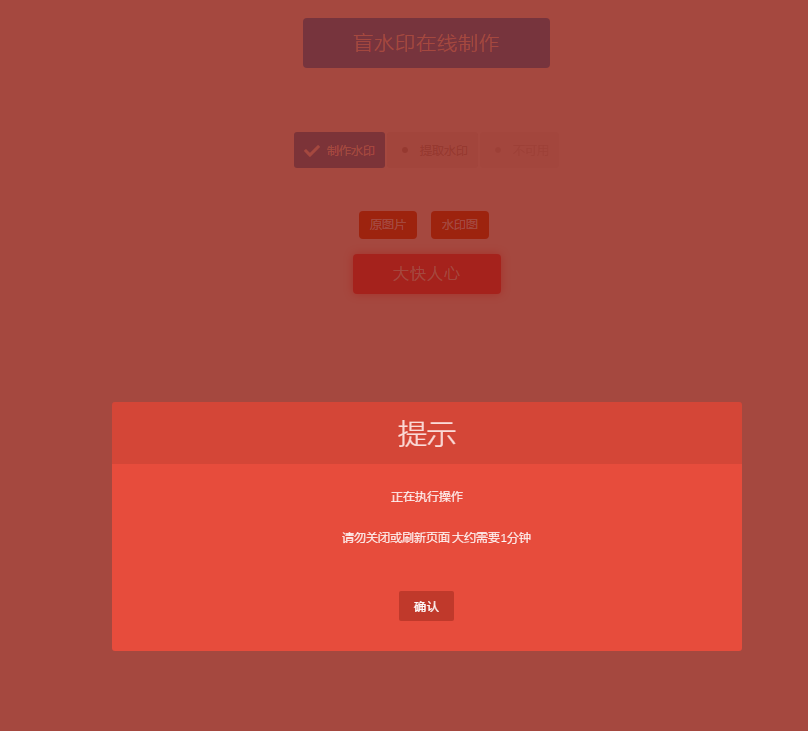 盲水印在线制作
制作水印
提取水印
原图片
水印图
大快人心
提示
正在执行操作
请勿关闭或刷新页面 大约需要1分钟
确认